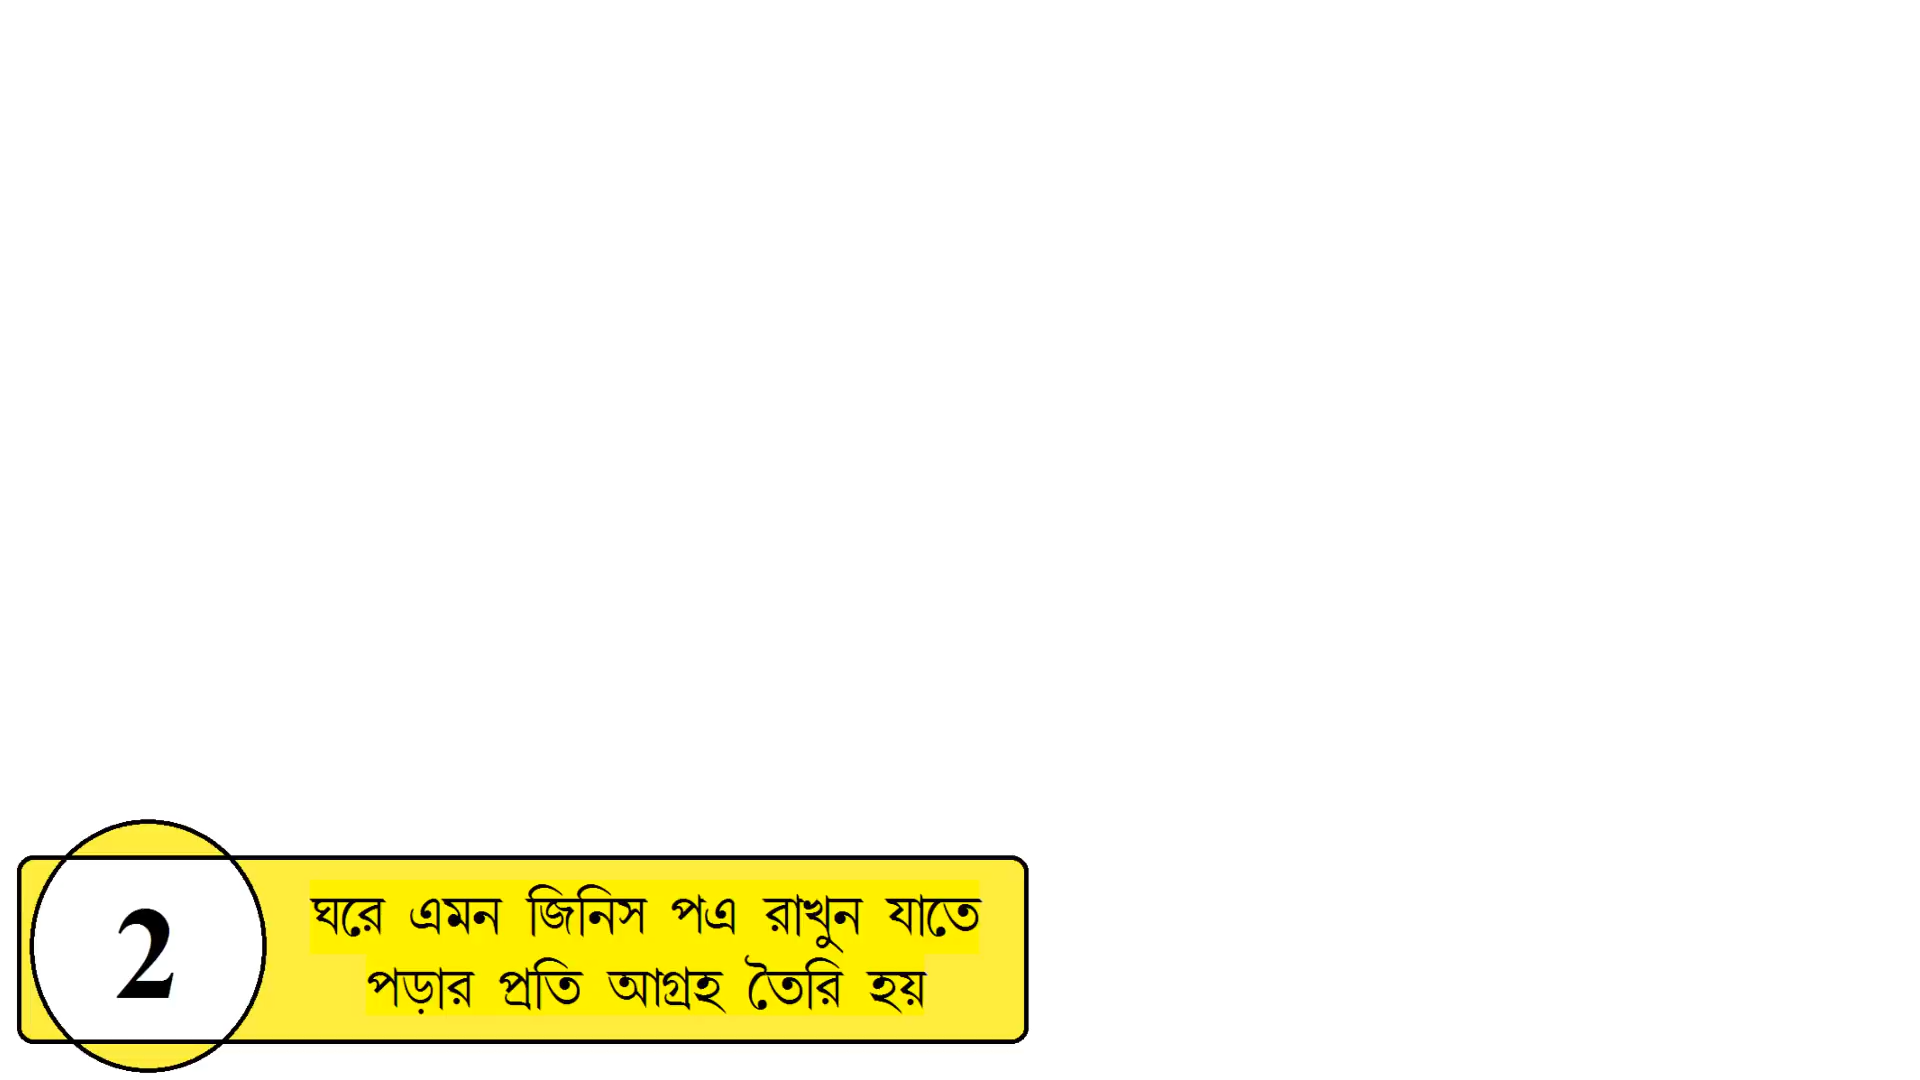 2
ঘরে এমন জিনিস পএ রাখুন যাতে
পড়ার প্রতি আগ্রহ তৈরি হয়